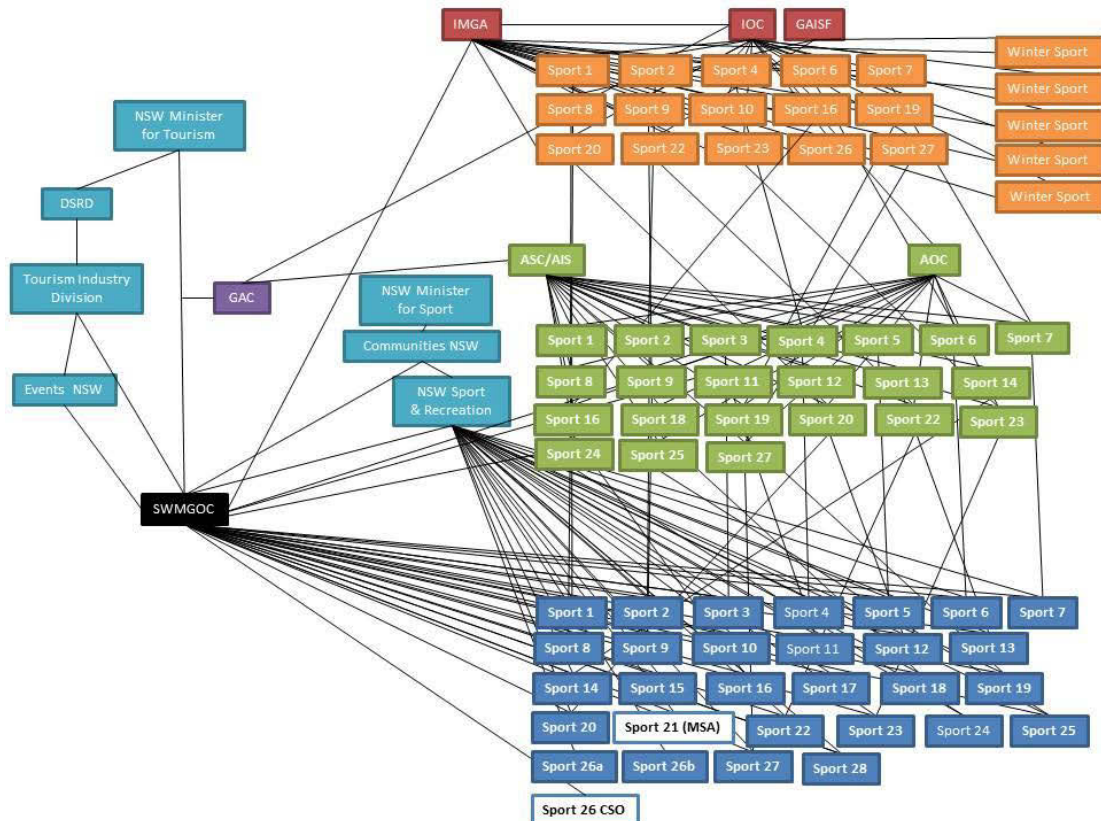 IMGA
IOC
GAISF
Winter Sport
Winter Sport
Winter Sport
Winter Sport
Winter Sport
Sport 1
Sport 2
Sport 4
Sport 6
Sport 7
Sport 8
Sport 9
Sport 10
Sport 16
Sport 19
Sport 20
Sport 22
Sport 23
Sport 26
Sport 27
NSW Minister
for Tourism
DSRD
Tourism Industry
Division
Events NSW
GAC
ASC/AIS
AOC
NSW Minister
for Sport
Communities NSW
NSW Sport
& Recreation
SWMGOC
Sport 1
Sport 2
Sport 3
Sport 4
Sport 5
Sport 6
Sport 7
Sport 8
Sport 9
Sport 11
Sport 12
Sport 13
Sport 14
Sport 16
Sport 18
Sport 19
Sport 20
Sport 22
Sport 23
Sport 24
Sport 25
Sport 27
Sport 1
Sport 2
Sport 3
Sport 4
Sport 5
Sport 6
Sport 7
Sport 8
Sport 9
Sport 10
Sport 11
Sport 12
Sport 13
Sport 14
Sport 15
Sport 16
Sport 17
Sport 18
Sport 19
Sport 20
Sport 21 (MSA)
Sport 22
Sport 23
Sport 24
Sport 25
Sport 26a
Sport 26b
Sport 27
Sport 28
Sport 26 CSO